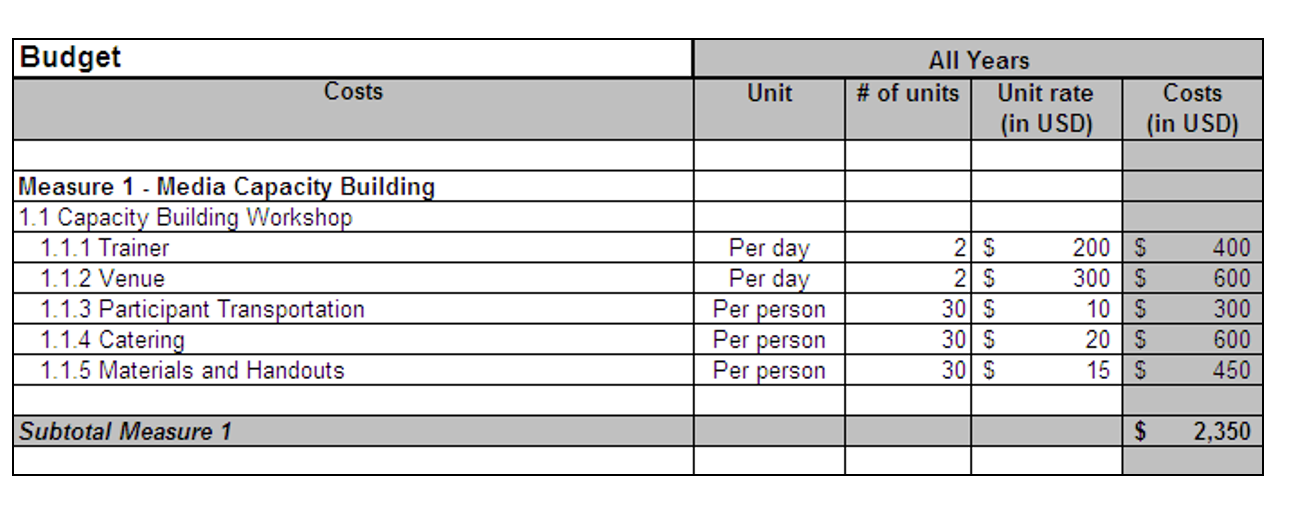 Budget All Years
Costs Unit # of units Unit rate Costs
(in USD) (in USD)
Measure 1 - Media Capacity Building
1.1 Capacity Building Workshop
1.1.1 Trainer Per day 2 $ 200 $ 400
1.1.2 Venue Per day 2 $ 300 $ 600
1.1.3 Participant Transportation Per person 30 $ 10 $ 300
1.1.4 Catering Per person 30 $ 20 $ 600
1.1.5 Materials and Handouts Per person 30 $ 15 $ 450
Subtotal Measure 1 $ 2,350